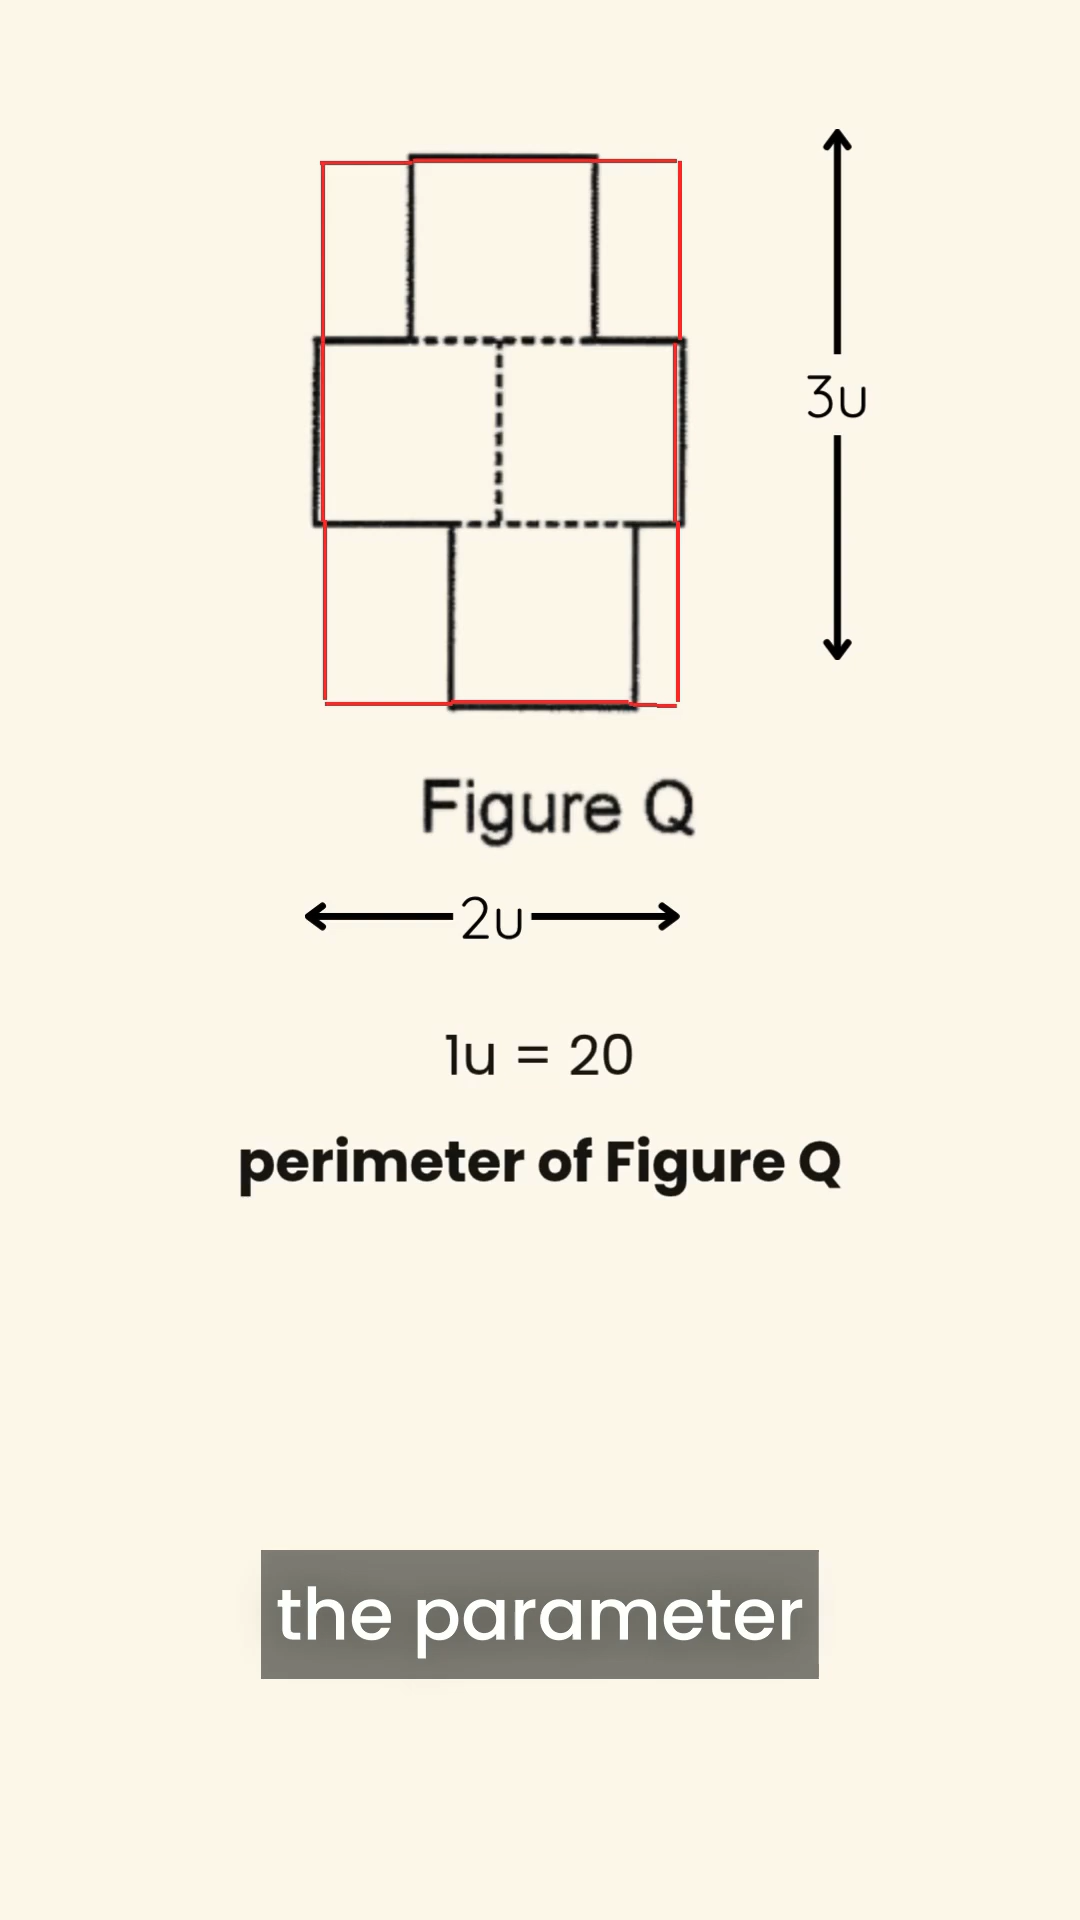 3u
Figure Q
2u
1u = 20
perimeter of Figure Q
the parameter